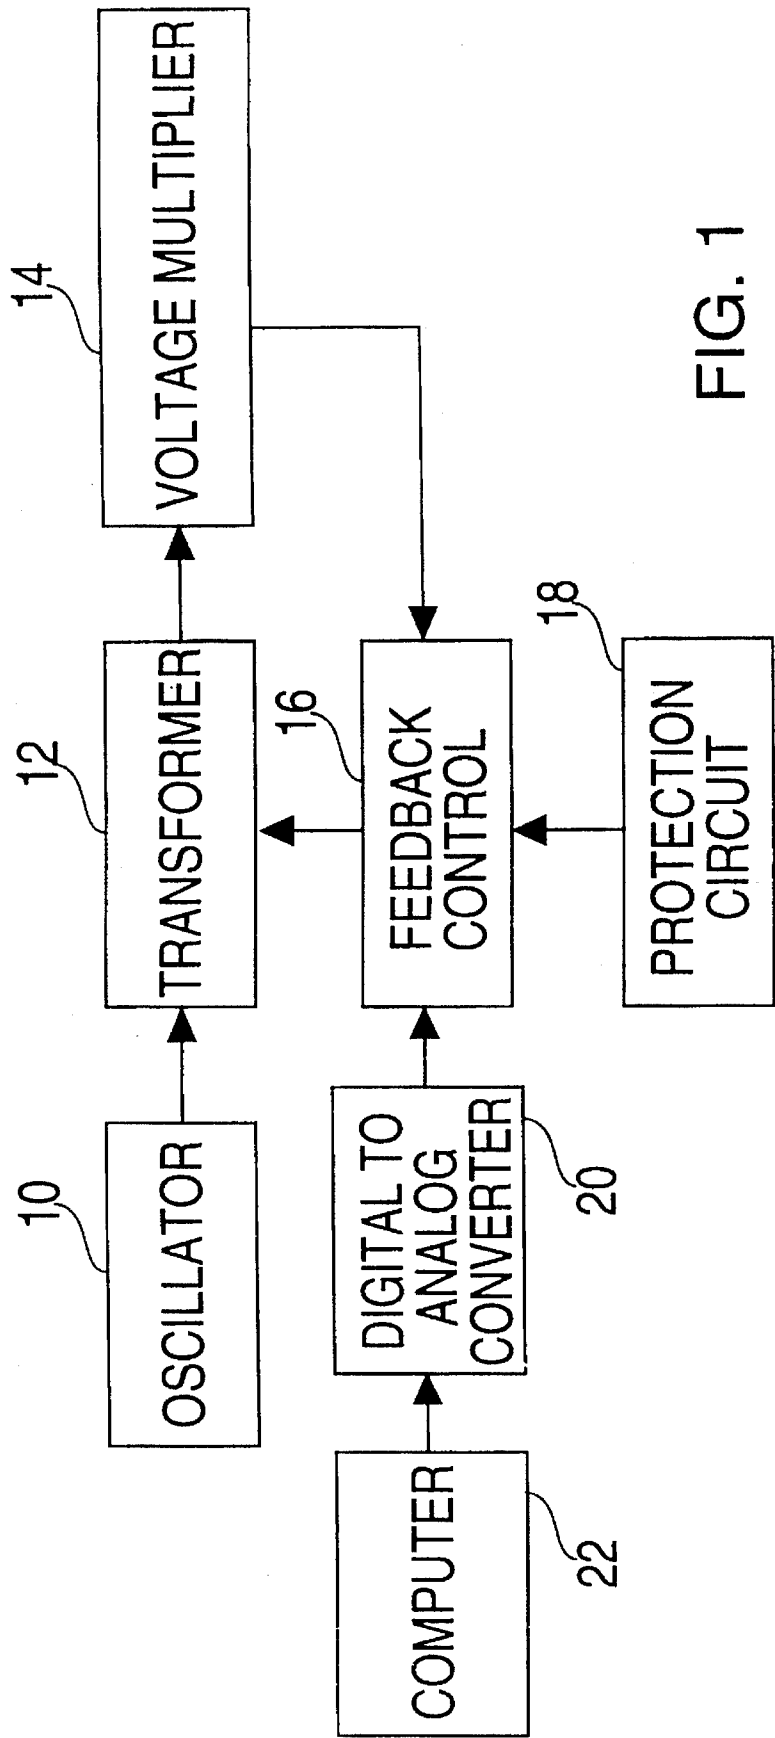 10
OSCILLATOR
12
TRANSFORMER
14
VOLTAGE MULTIPLIER
22
COMPUTER
20
DIGITAL TO
ANALOG
CONVERTER
16
FEEDBACK
CONTROL
18
PROTECTION
CIRCUIT
FIG. 1